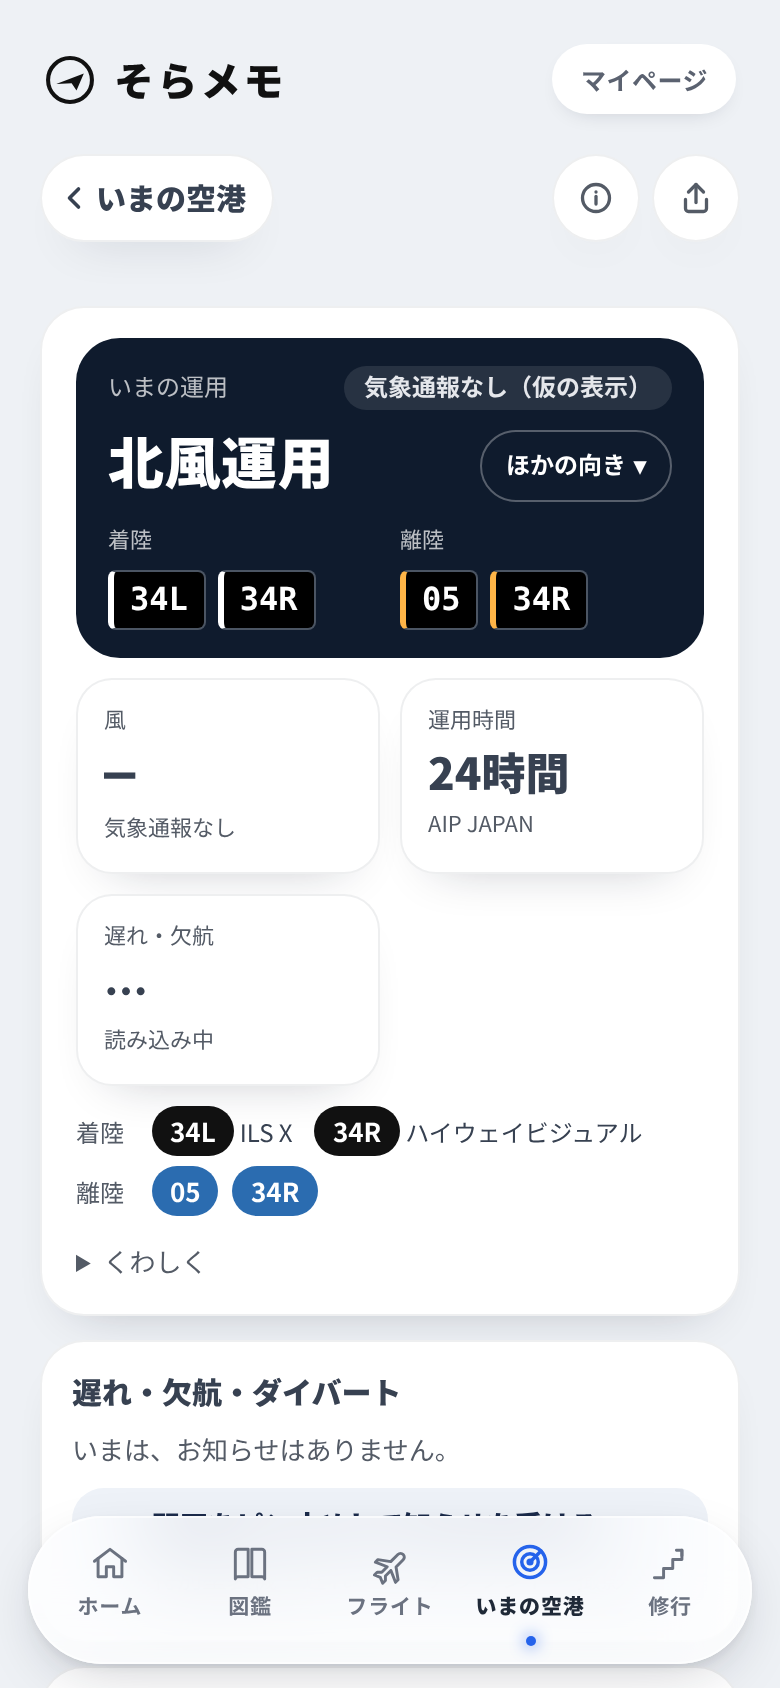 そらメモ
マイページ
いまの空港
いまの運用
気象通報なし（仮の表示）
北風運用
ほかの向き ▾
着陸
離陸
34L 34R
05 34R
風
—
気象通報なし
運用時間
24時間
AIP JAPAN
遅れ・欠航
…
読み込み中
着陸 34L ILS X 34R ハイウェイビジュアル
離陸 05 34R
▶ くわしく
遅れ・欠航・ダイバート
いまは、お知らせはありません。
ホーム
図鑑
フライト
いまの空港
修行